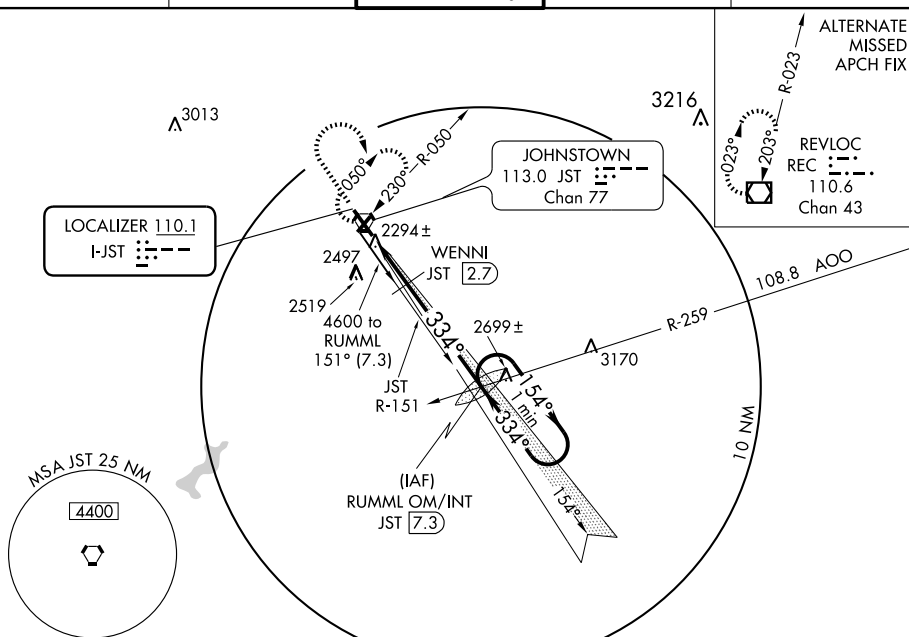 ALTERNATE
MISSED
APCH FIX
R-023
023°
203°
REVLOC
REC
110.6
Chan 43
3013
3216
R-050
050°
230°
JOHNSTOWN
113.0 JST
Chan 77
LOCALIZER 110.1
I-JST
2294±
WENNI
JST 2.7
2497
2519
4600 to
RUMML
151° (7.3)
334°
2699±
3170
R-259
108.8 AOO
JST
R-151
154°
1 min
334°
154°
10 NM
(IAF)
RUMML OM/INT
JST 7.3
MSA JST 25 NM
4400